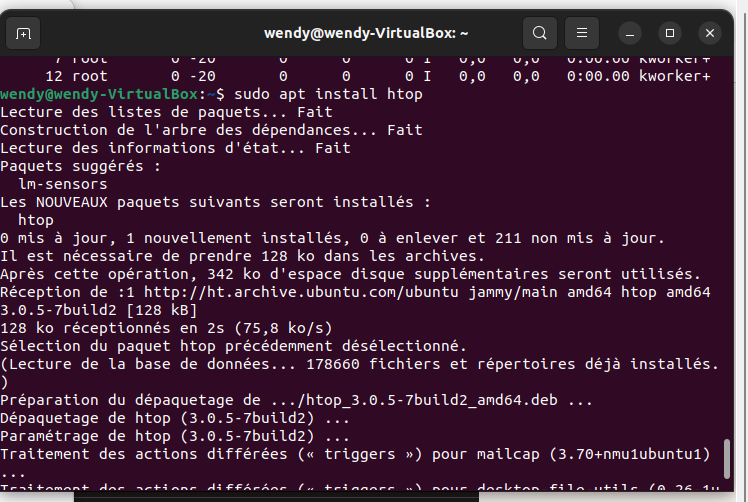 wendy@wendy-VirtualBox: ~
7 root 0 -20 0 0 0 I 0,0 0,0 0:00.00 kworker+
12 root 0 -20 0 0 0 I 0,0 0,0 0:00.00 kworker+
wendy@wendy-VirtualBox:~$ sudo apt install htop
Lecture des listes de paquets... Fait
Construction de l'arbre des dépendances... Fait
Lecture des informations d'état... Fait
Paquets suggérés :
lm-sensors
Les NOUVEAUX paquets suivants seront installés :
htop
0 mis à jour, 1 nouvellement installés, 0 à enlever et 211 non mis à jour.
Il est nécessaire de prendre 128 ko dans les archives.
Après cette opération, 342 ko d'espace disque supplémentaires seront utilisés.
Réception de :1 http://ht.archive.ubuntu.com/ubuntu jammy/main amd64 htop amd64
3.0.5-7build2 [128 kB]
128 ko réceptionnés en 2s (75,8 ko/s)
Sélection du paquet htop précédemment désélectionné.
(Lecture de la base de données... 178660 fichiers et répertoires déjà installés.
)
Préparation du dépaquetage de .../htop_3.0.5-7build2_amd64.deb ...
Dépaquetage de htop (3.0.5-7build2) ...
Paramétrage de htop (3.0.5-7build2) ...
Traitement des actions différées (« triggers ») pour mailcap (3.70+nmu1ubuntu1)
...
Traitement des actions différées (« triggers ») pour desktop-file-utils (0.26-1u